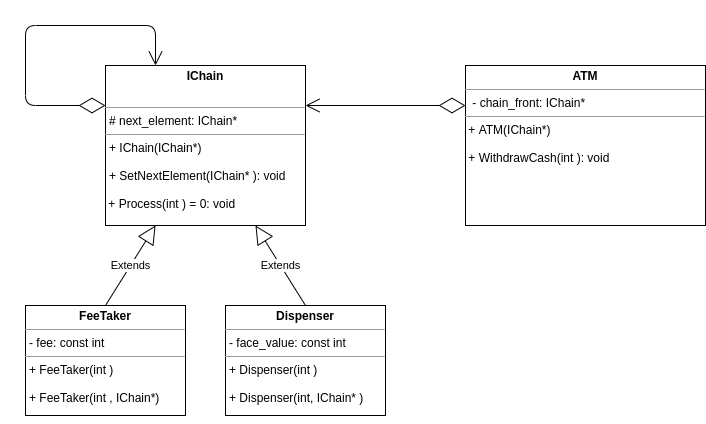 IChain
# next_element: IChain*
+ IChain(IChain*)
+ SetNextElement(IChain* ): void
+ Process(int ) = 0: void
ATM
- chain_front: IChain*
+ ATM(IChain*)
+ WithdrawCash(int ): void
Extends
Extends
FeeTaker
- fee: const int
+ FeeTaker(int )
+ FeeTaker(int , IChain*)
Dispenser
- face_value: const int
+ Dispenser(int )
+ Dispenser(int, IChain* )